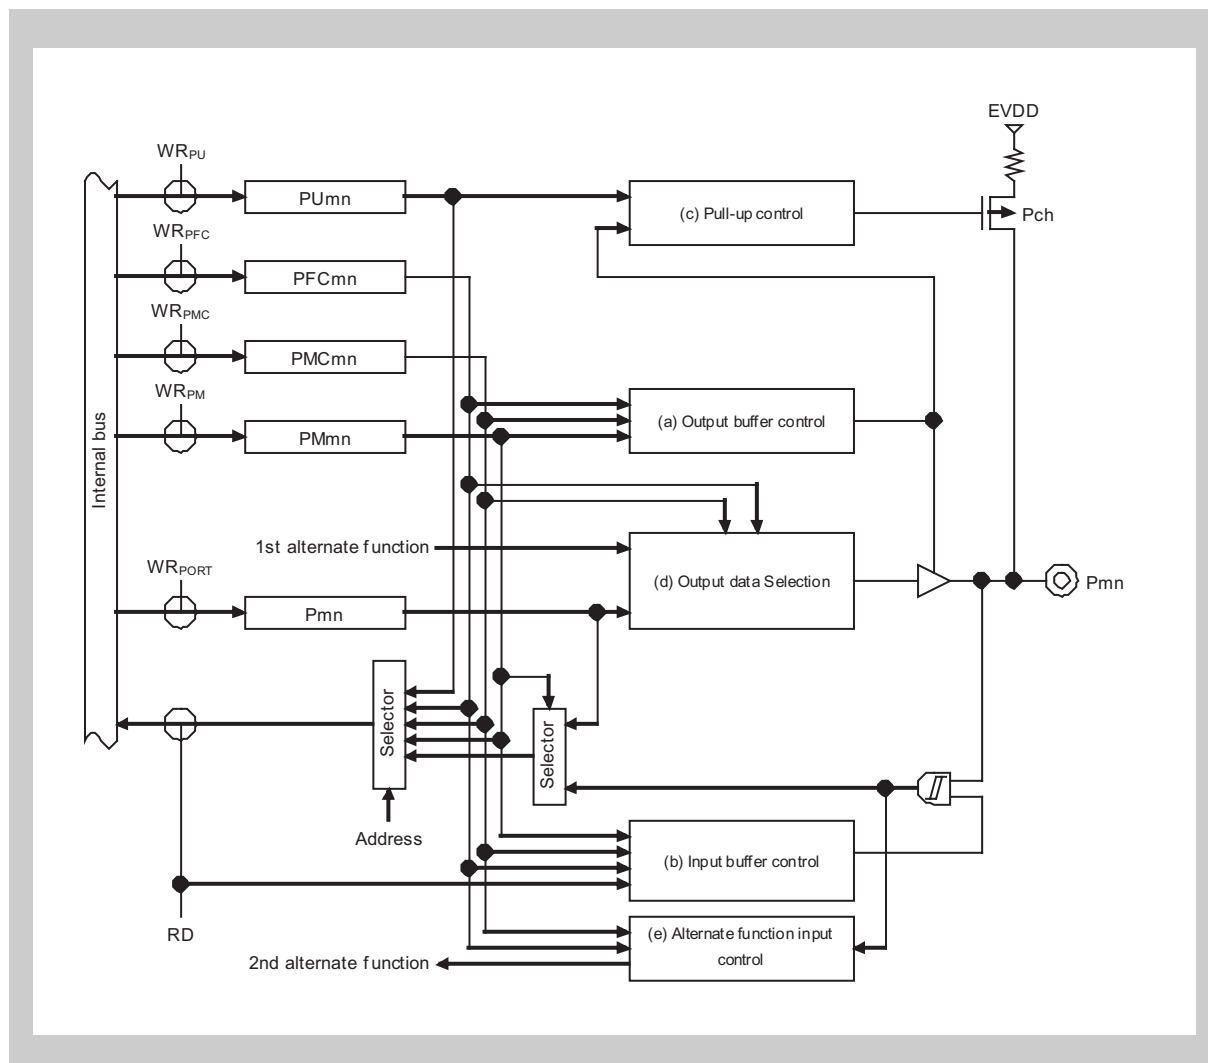 EVDD
WRPU
PUmn
(c) Pull-up control
Pch
WRPFC
PFCmn
WRPMC
PMCmn
WRPM
PMmn
(a) Output buffer control
Internal bus
1st alternate function
(d) Output data Selection
Pmn
WRPORT
Pmn
Selector
Selector
Address
(b) Input buffer control
RD
(e) Alternate function input
control
2nd alternate function